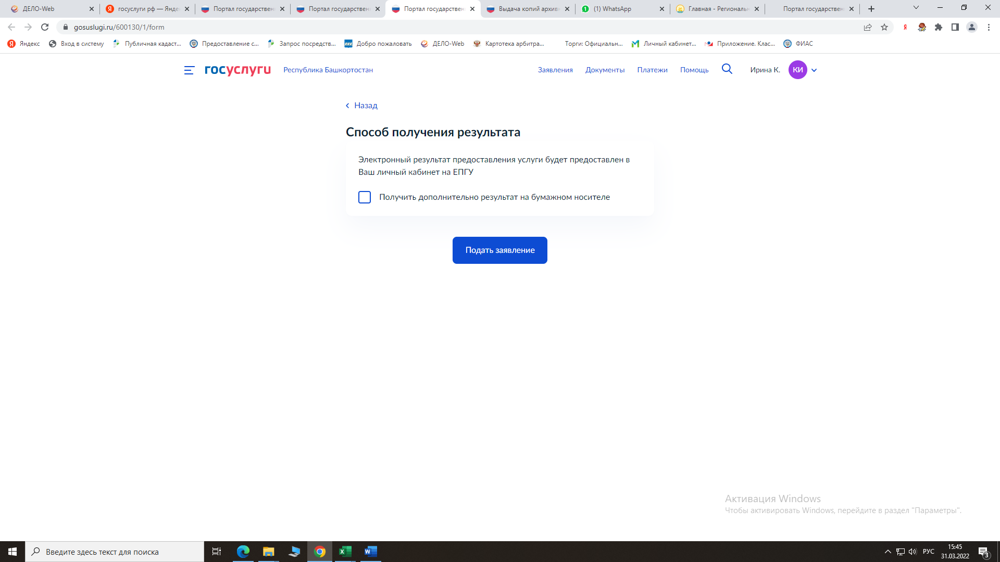 ДЕЛО-Web
госуслуги рф — Яндe
Портал государствен
Портал государствен
Портал государствен
Выдача копий архивн
(1) WhatsApp
Главная - Региональн
Портал государствен
gosuslugi.ru/600130/1/form
Яндекс
Вход в систему
Публичная кадаст...
Предоставление с...
Запрос посредств...
Добро пожаловать
ДЕЛО-Web
Картотека арбитра...
Торги: Официальн...
Личный кабинет...
Приложение. Клас...
ФИАС
госуслуги
Республика Башкортостан
Заявления
Документы
Платежи
Помощь
Ирина К.
КИ
Назад
Способ получения результата
Электронный результат предоставления услуги будет предоставлен в
Ваш личный кабинет на ЕПГУ
Получить дополнительно результат на бумажном носителе
Подать заявление
Активация Windows
Чтобы активировать Windows, перейдите в раздел "Параметры".
Введите здесь текст для поиска
РУС
15:45
31.03.2022
3